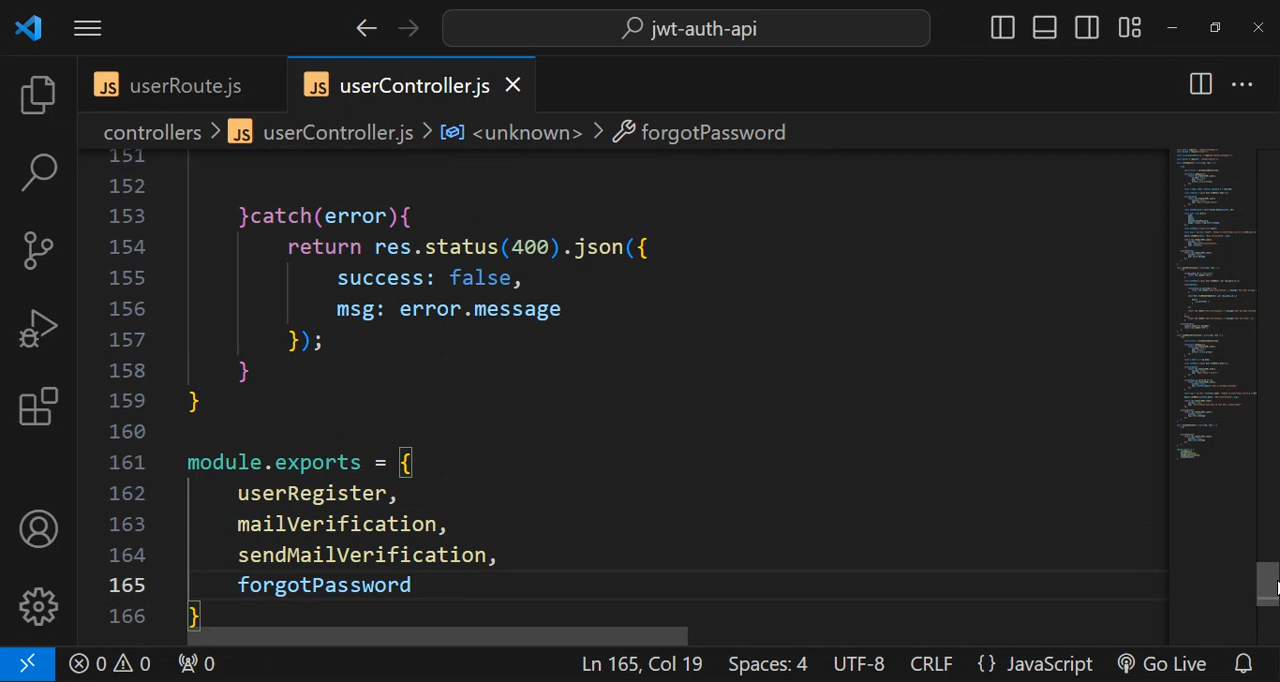 jwt-auth-api
JS userRoute.js
JS userController.js
controllers > JS userController.js > <unknown> > forgotPassword
151
152
153 }catch(error){
154 return res.status(400).json({
155 success: false,
156 msg: error.message
157 });
158 }
159 }
160
161 module.exports = {
162 userRegister,
163 mailVerification,
164 sendMailVerification,
165 forgotPassword
166 }
0 0 0 Ln 165, Col 19 Spaces: 4 UTF-8 CRLF {} JavaScript Go Live